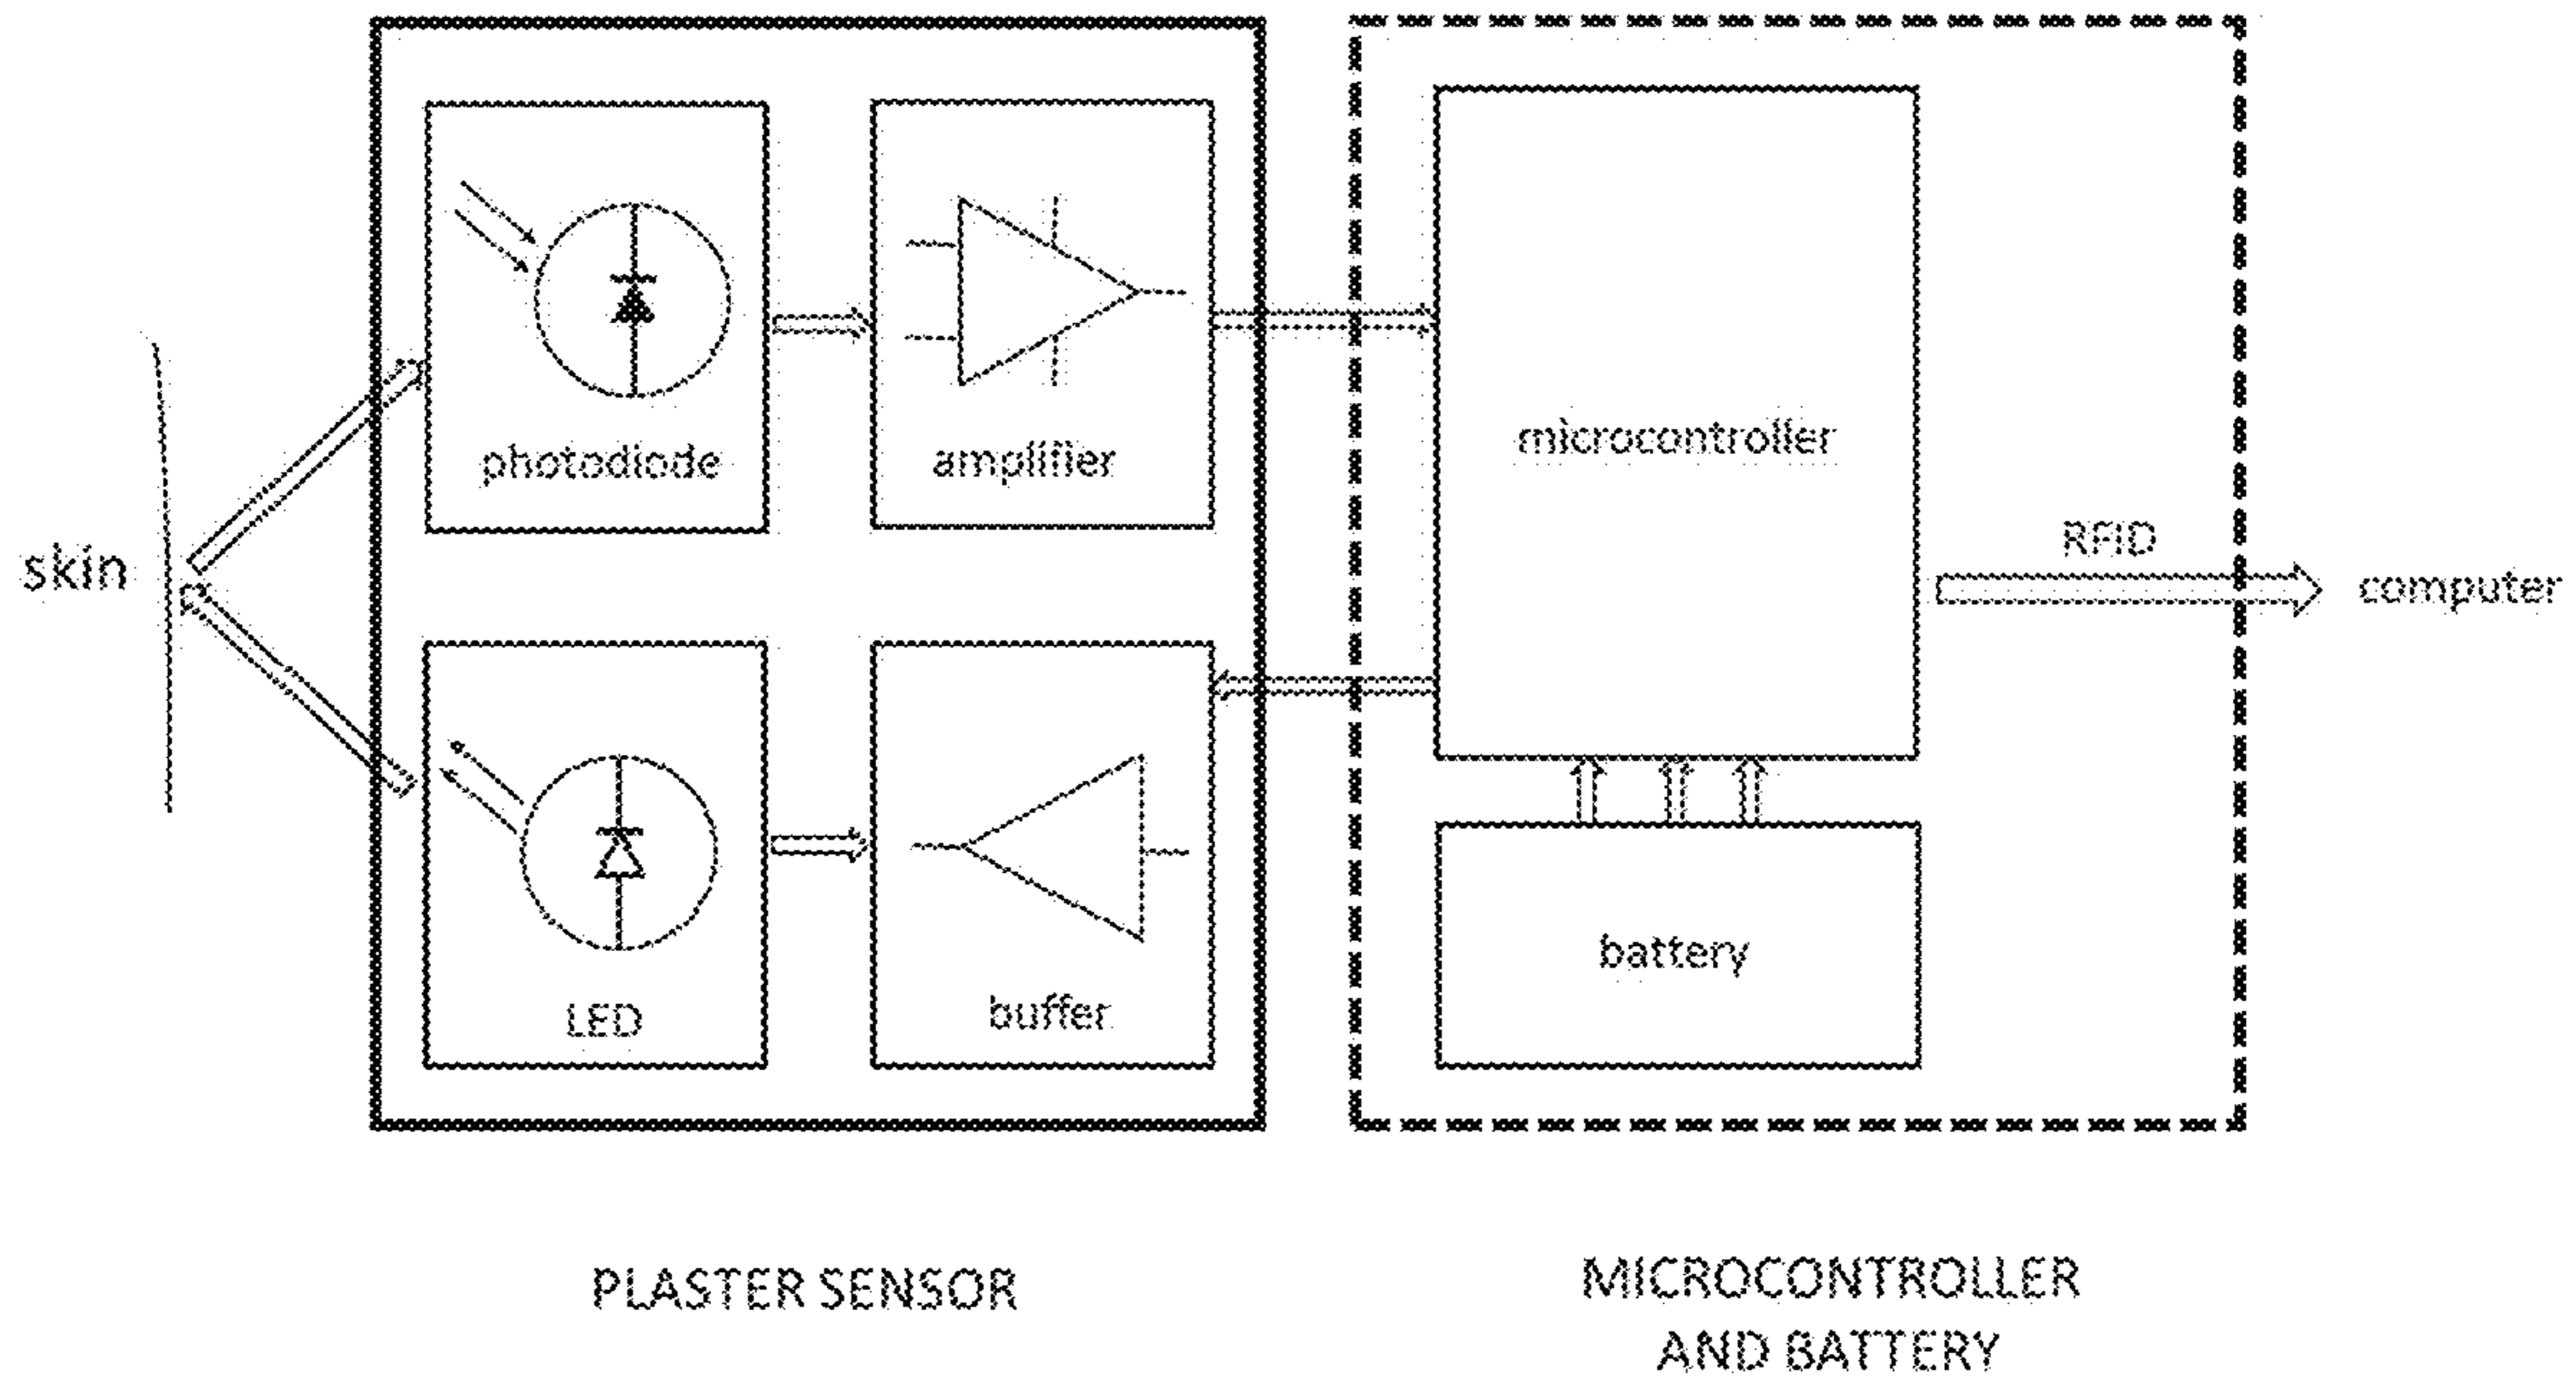 photodiode
amplifier
microcontroller
skin
RFID
computer
LED
buffer
battery
PLASTER SENSOR
MICROCONTROLLER
AND BATTERY